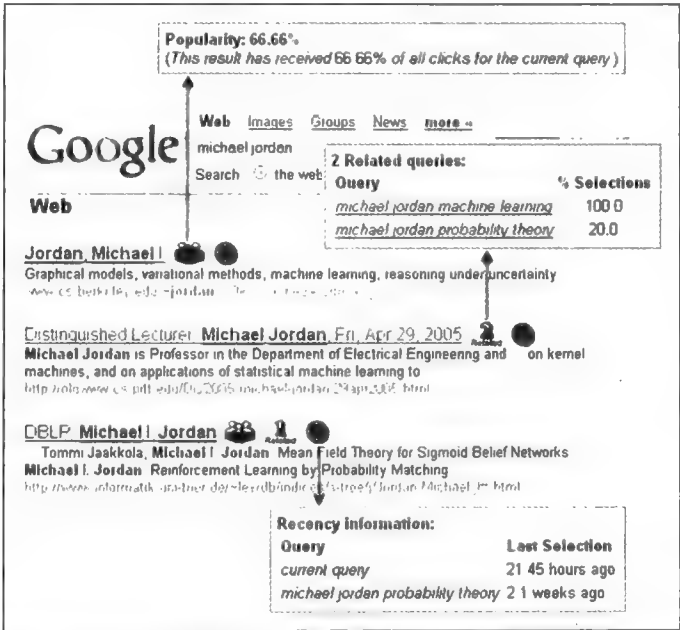 Popularity: 66.66%
(This result has received 66 66% of all clicks for the current query)
Google
Web Images Groups News more »
michael jordan
Search the web
2 Related queries:
Query % Selections
michael jordan machine learning 100 0
michael jordan probability theory 20.0
Web
Jordan, Michael I
Graphical models, variational methods, machine learning, reasoning under uncertainty
Distinguished Lecturer Michael Jordan, Fri, Apr 29, 2005
Related
Michael Jordan is Professor in the Department of Electrical Engineering and on kernel
machines, and on applications of statistical machine learning to
DBLP Michael I Jordan
Related
Tommi Jaakkola, Michael I Jordan Mean Field Theory for Sigmoid Belief Networks
Michael I. Jordan Reinforcement Learning by Probability Matching
Recency information:
Query Last Selection
current query 21 45 hours ago
michael jordan probability theory 2 1 weeks ago